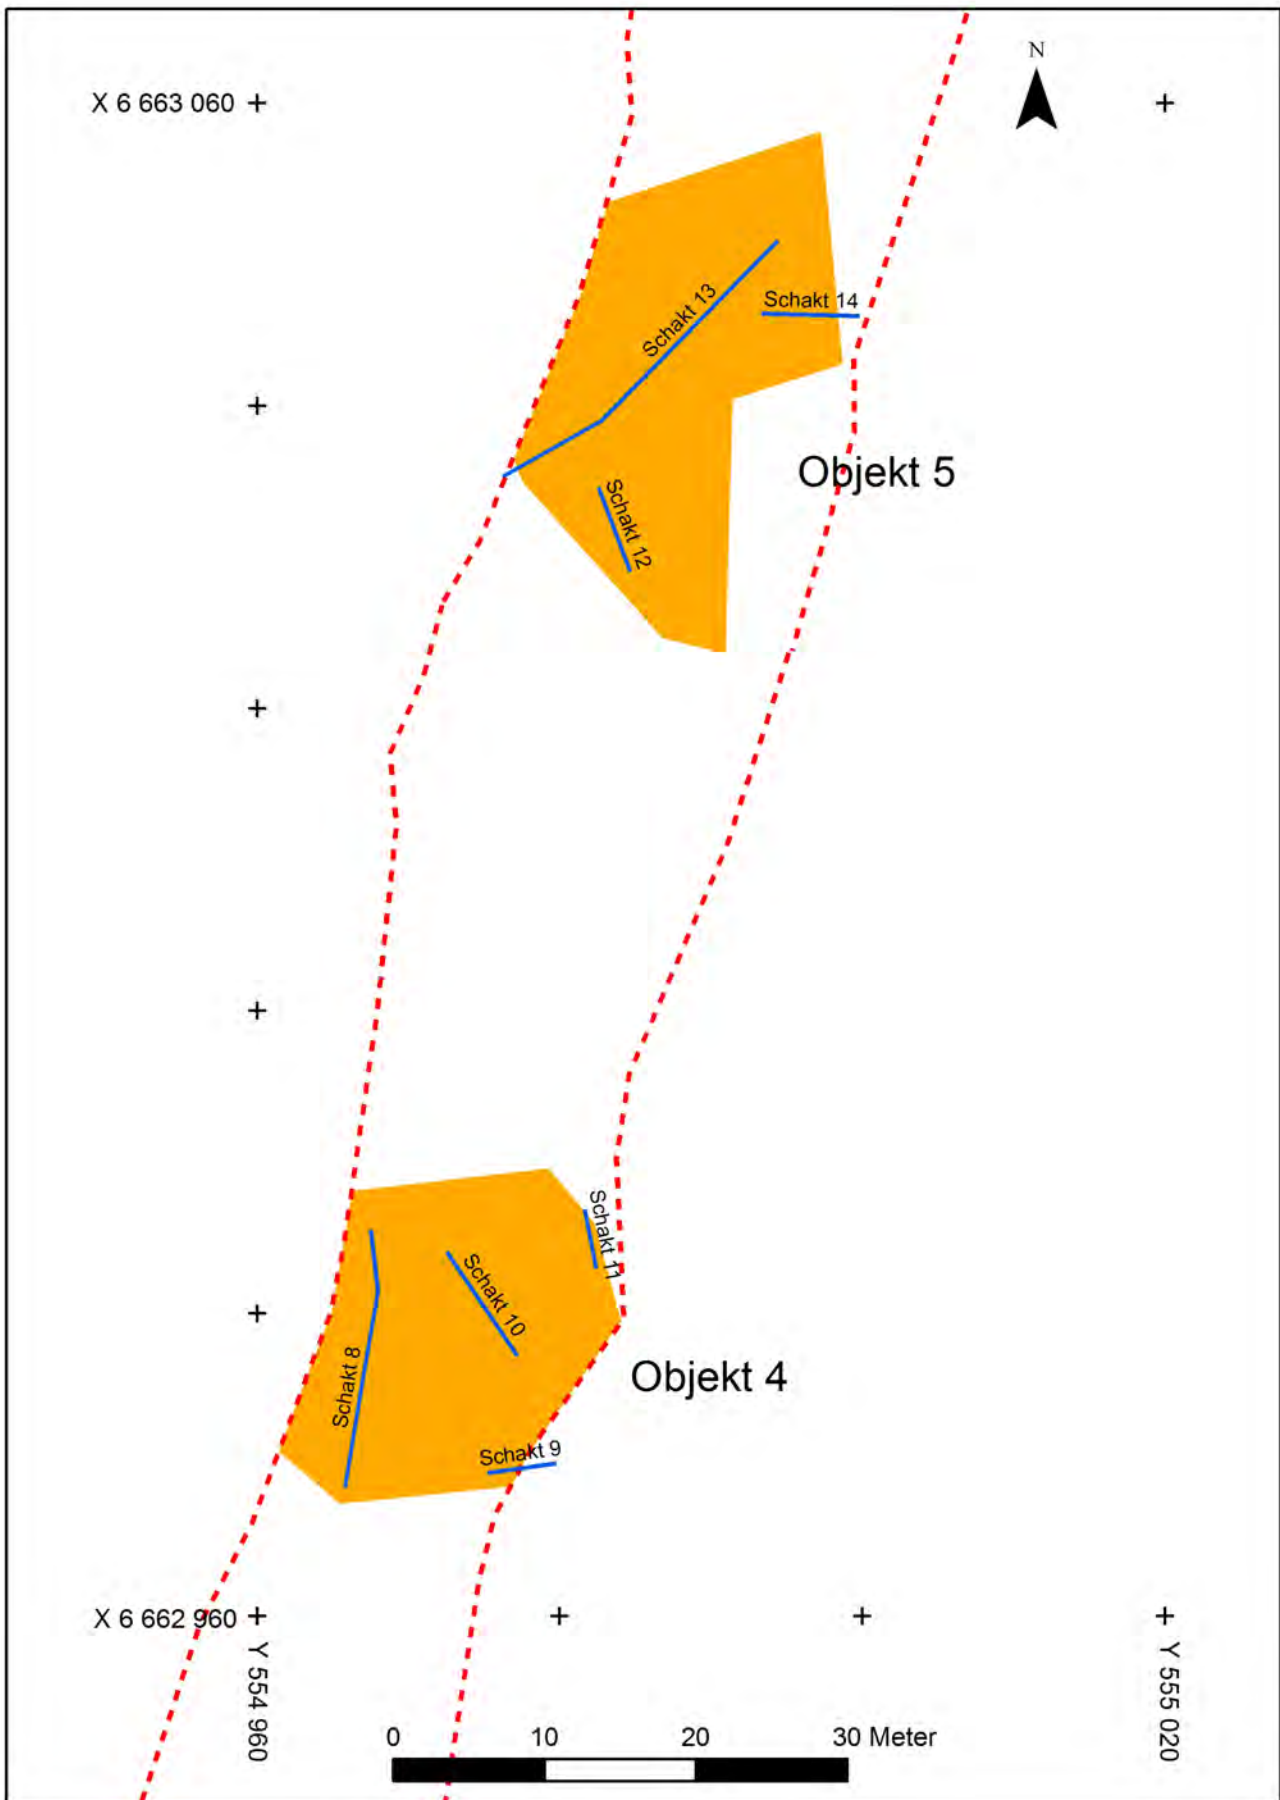 N
X 6 663 060
Schakt 13
Schakt 14
Objekt 5
Schakt 12
Schakt 11
Schakt 10
Schakt 8
Objekt 4
Schakt 9
X 6 662 960
Y 554 960
Y 555 020
0 10 20 30 Meter